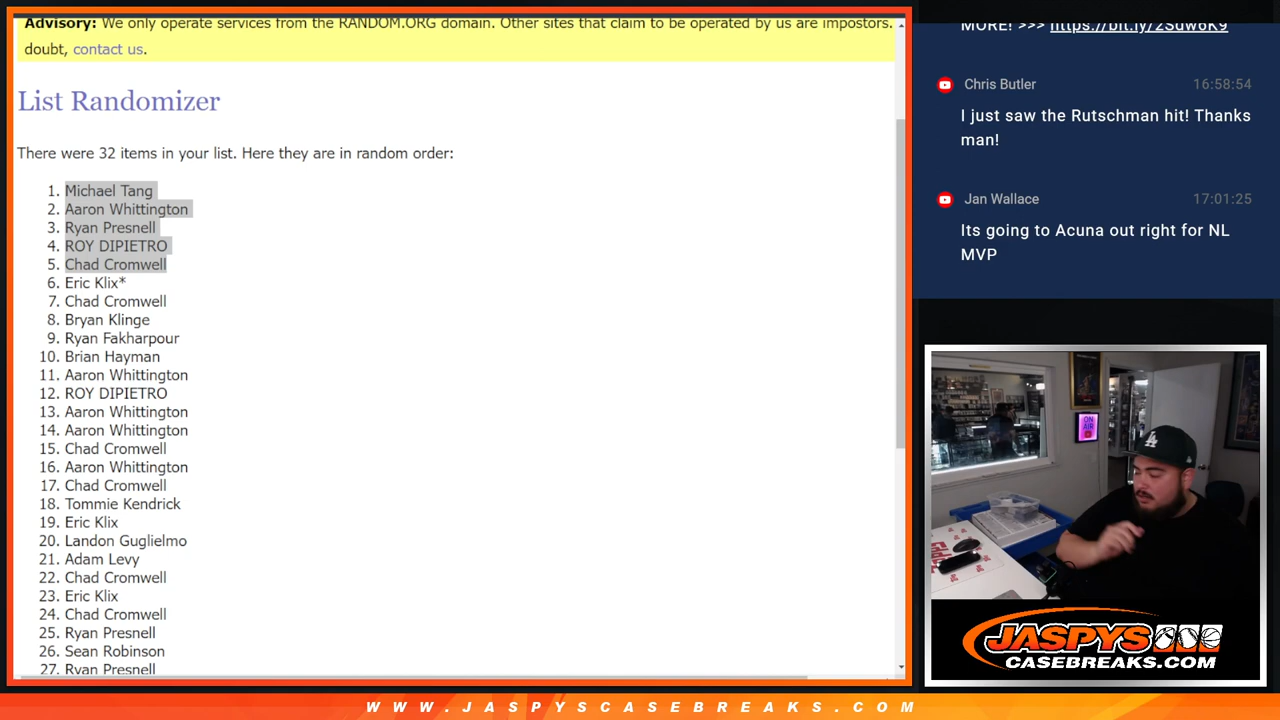 Advisory: We only operate services from the RANDOM.ORG domain. Other sites that claim to be operated by us are impostors.
doubt, contact us.
List Randomizer
There were 32 items in your list. Here they are in random order:
1. Michael Tang
2. Aaron Whittington
3. Ryan Presnell
4. ROY DIPIETRO
5. Chad Cromwell
6. Eric Klix*
7. Chad Cromwell
8. Bryan Klinge
9. Ryan Fakharpour
10. Brian Hayman
11. Aaron Whittington
12. ROY DIPIETRO
13. Aaron Whittington
14. Aaron Whittington
15. Chad Cromwell
16. Aaron Whittington
17. Chad Cromwell
18. Tommie Kendrick
19. Eric Klix
20. Landon Guglielmo
21. Adam Levy
22. Chad Cromwell
23. Eric Klix
24. Chad Cromwell
25. Ryan Presnell
26. Sean Robinson
27. Ryan Presnell
MORE! >>> https://bit.ly/2Sdw6K9
Chris Butler 16:58:54
I just saw the Rutschman hit! Thanks
man!
Jan Wallace 17:01:25
Its going to Acuna out right for NL
MVP
ON
AIR
LA
JASPYS
CASEBREAKS.COM
WWW.JASPYSCASEBREAKS.COM